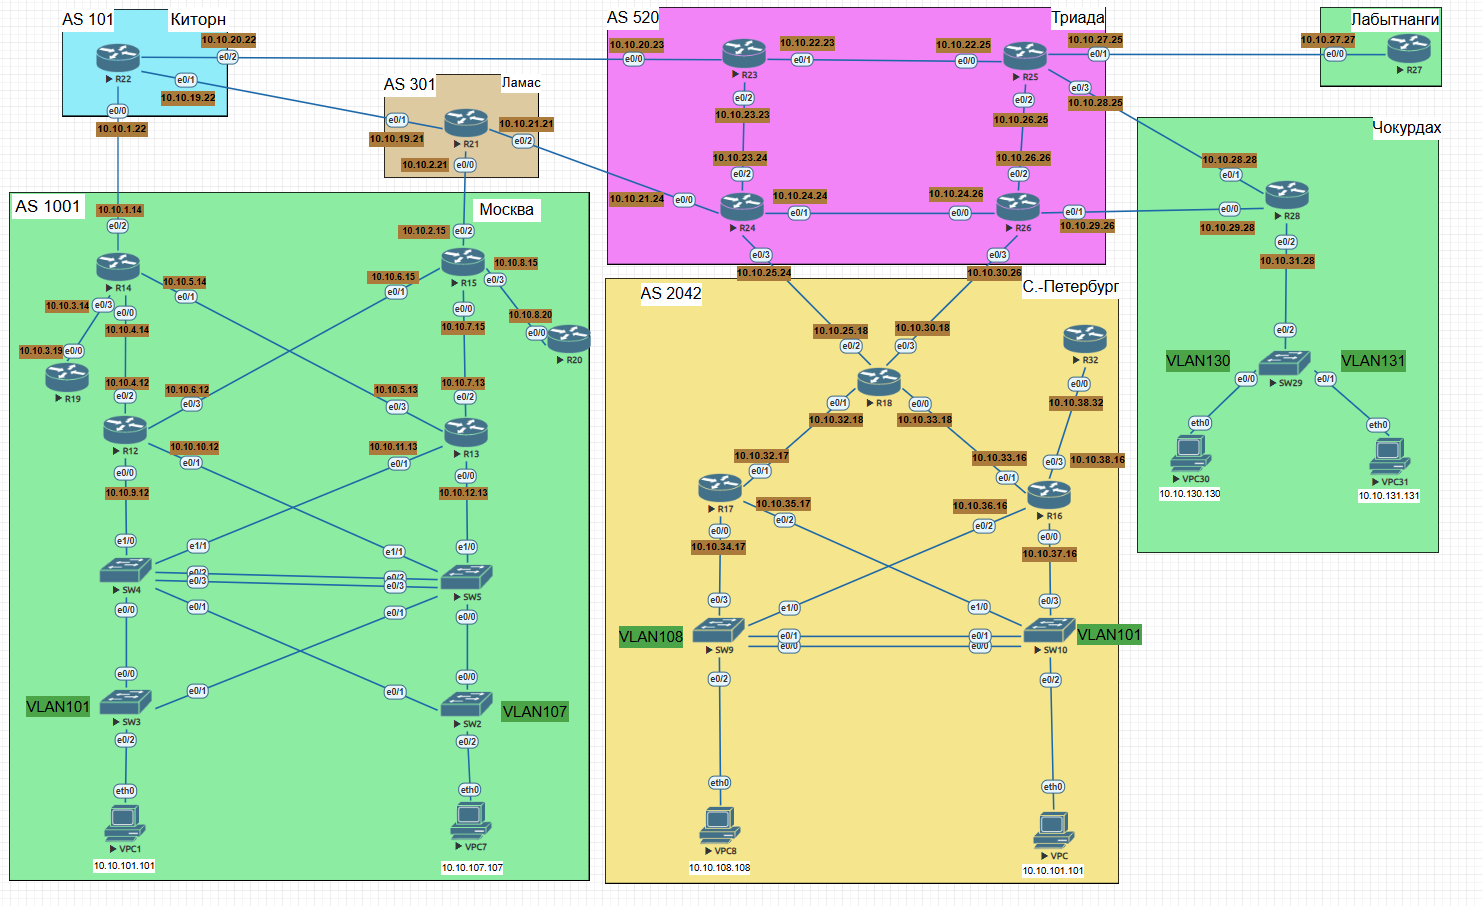 AS 101
Киторн
10.10.20.22
e0/2
R22
e0/1
10.10.19.22
e0/0
10.10.1.22
AS 301
Ламас
e0/1
10.10.19.21
R21
10.10.21.21
e0/2
10.10.2.21
e0/0
AS 520
Триада
10.10.20.23
e0/0
R23
10.10.22.23
e0/1
e0/2
10.10.23.23
10.10.22.25
e0/0
R25
10.10.27.25
e0/1
e0/3
10.10.28.25
e0/2
10.10.26.25
10.10.23.24
e0/2
10.10.21.24
e0/0
R24
10.10.24.24
e0/1
e0/3
10.10.25.24
10.10.26.26
e0/2
10.10.24.26
e0/0
R26
e0/1
10.10.29.26
e0/3
10.10.30.26
Лабытнанги
10.10.27.27
e0/0
R27
Чокурдах
10.10.28.28
e0/1
R28
e0/0
10.10.29.28
e0/2
10.10.31.28
e0/2
VLAN130
VLAN131
SW29
e0/0
e0/1
eth0
eth0
VPC30
10.10.130.130
VPC31
10.10.131.131
AS 1001
Москва
10.10.1.14
e0/2
R14
10.10.5.14
e0/1
10.10.3.14
e0/3
e0/0
10.10.4.14
10.10.3.19
e0/0
R19
10.10.2.15
e0/2
R15
10.10.8.15
e0/3
10.10.6.15
e0/1
e0/0
10.10.7.15
10.10.8.20
e0/0
R20
10.10.4.12
e0/2
10.10.6.12
e0/3
R12
10.10.10.12
e0/1
e0/0
10.10.9.12
10.10.5.13
e0/3
10.10.7.13
e0/2
R13
10.10.11.13
e0/1
e0/0
10.10.12.13
e1/0
e1/1
SW4
e0/2
e0/3
e0/1
e0/0
e1/1
e1/0
SW5
e0/2
e0/3
e0/1
e0/0
e0/0
e0/1
VLAN101
SW3
e0/2
eth0
VPC1
10.10.101.101
e0/0
e0/1
VLAN107
SW2
e0/2
eth0
VPC7
10.10.107.107
AS 2042
С.-Петербург
10.10.25.18
e0/2
10.10.30.18
e0/3
R18
e0/1
10.10.32.18
e0/0
10.10.33.18
R32
e0/0
10.10.38.32
10.10.32.17
e0/1
R17
10.10.35.17
e0/2
e0/0
10.10.34.17
10.10.33.16
e0/1
e0/3
10.10.38.16
10.10.36.16
e0/2
R16
e0/0
10.10.37.16
e0/3
e1/0
VLAN108
SW9
e0/1
e0/0
e0/2
e1/0
e0/3
VLAN101
SW10
e0/1
e0/0
e0/2
eth0
VPC8
10.10.108.108
eth0
VPC
10.10.101.101